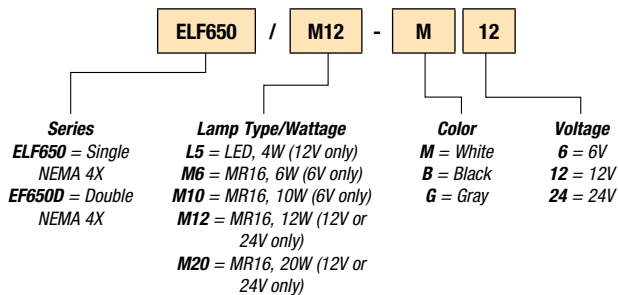 ELF650 / M12 - M 12
Series
ELF650 = Single
NEMA 4X
EF650D = Double
NEMA 4X
Lamp Type/Wattage
L5 = LED, 4W (12V only)
M6 = MR16, 6W (6V only)
M10 = MR16, 10W (6V only)
M12 = MR16, 12W (12V or
24V only)
M20 = MR16, 20W (12V or
24V only)
Color
M = White
B = Black
G = Gray
Voltage
6 = 6V
12 = 12V
24 = 24V